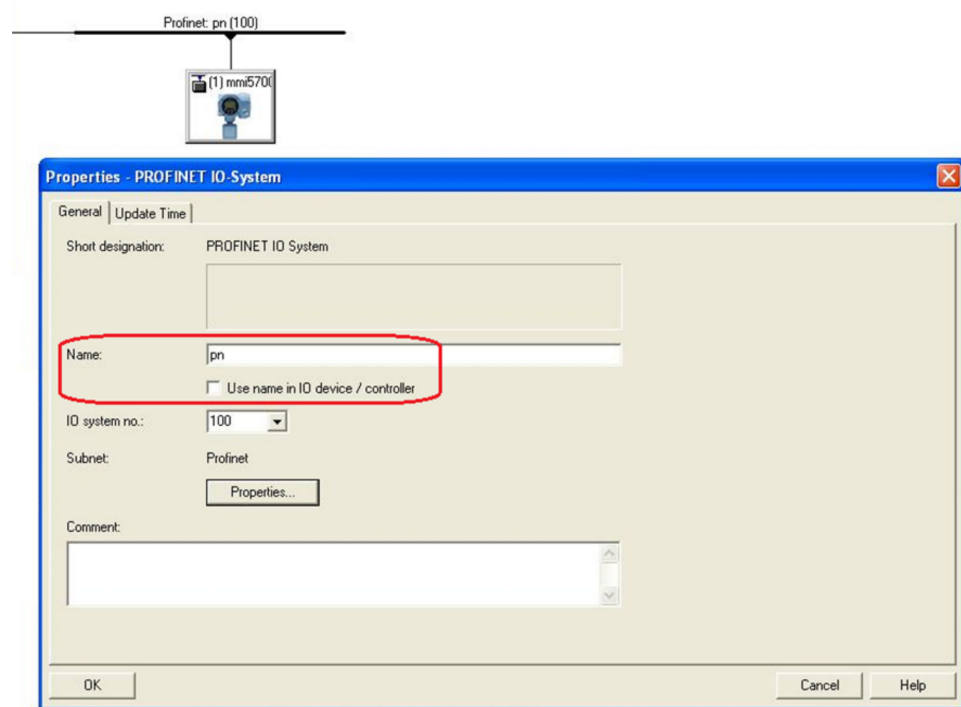 Profinet: pn (100)
(1) mmi570
Properties - PROFINET IO-System
General Update Time
Short designation: PROFINET IO System
Name: pn
Use name in IO device / controller
IO system no.: 100
Subnet: Profinet
Properties...
Comment:
OK Cancel Help